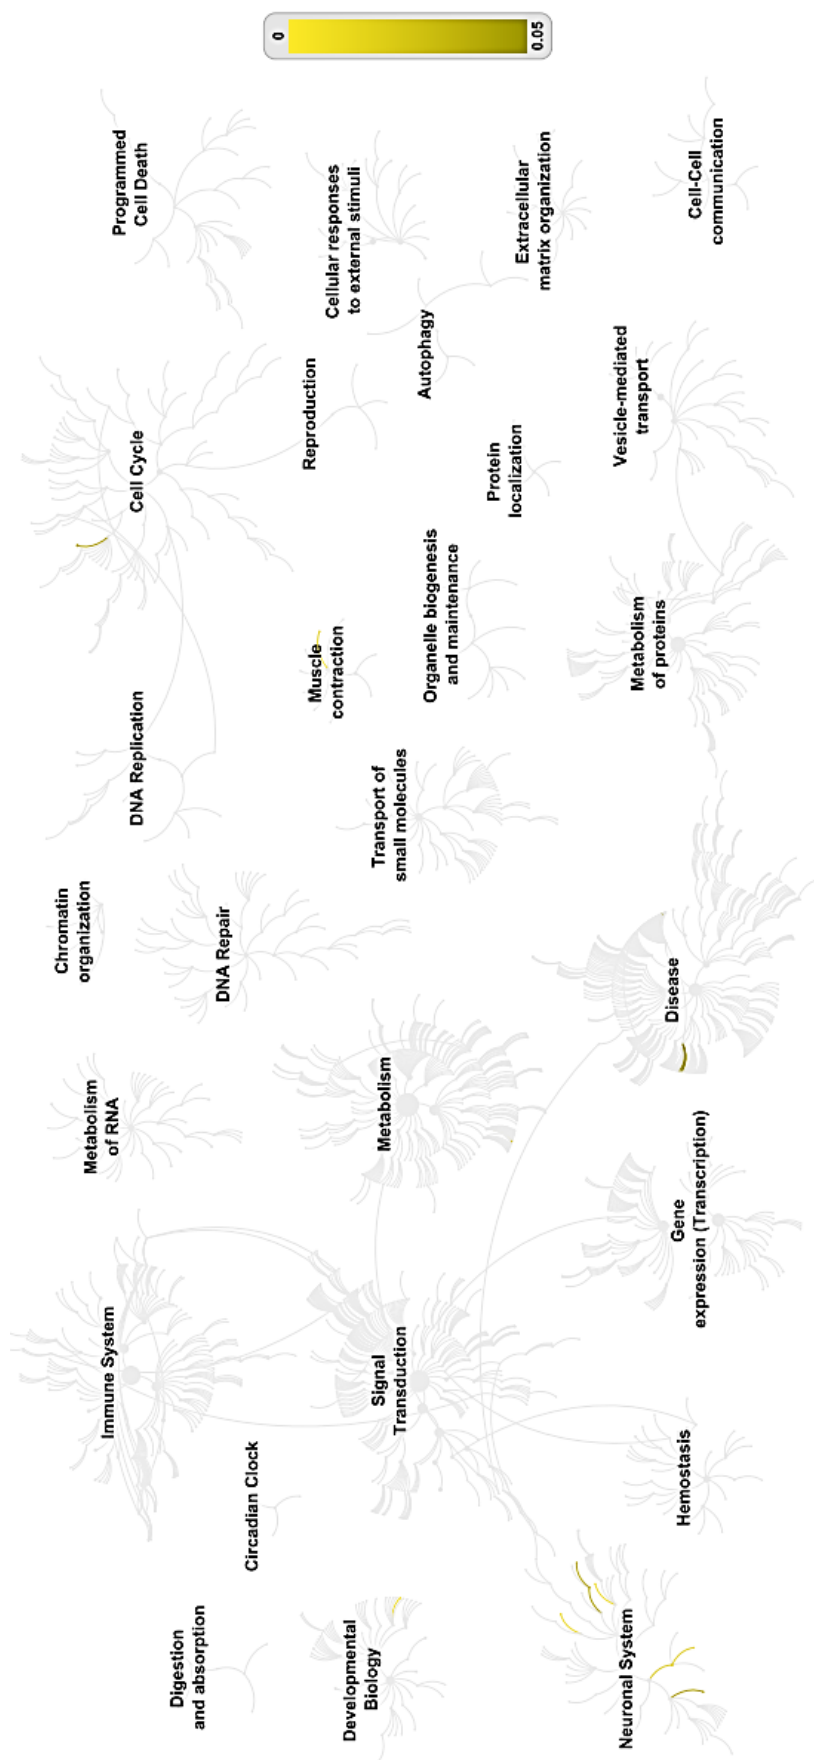 0
0.05
Programmed
Cell Death
Cellular responses
to external stimuli
Extracellular
matrix organization
Cell-Cell
communication
Cell Cycle
Reproduction
Autophagy
Vesicle-mediated
transport
Protein
localization
Muscle
contraction
Organelle biogenesis
and maintenance
Metabolism
of proteins
DNA Replication
Transport of
small molecules
Chromatin
organization
DNA Repair
Disease
Metabolism
of RNA
Metabolism
Gene
expression (Transcription)
Immune System
Signal
Transduction
Hemostasis
Circadian Clock
Digestion
and absorption
Developmental
Biology
Neuronal System